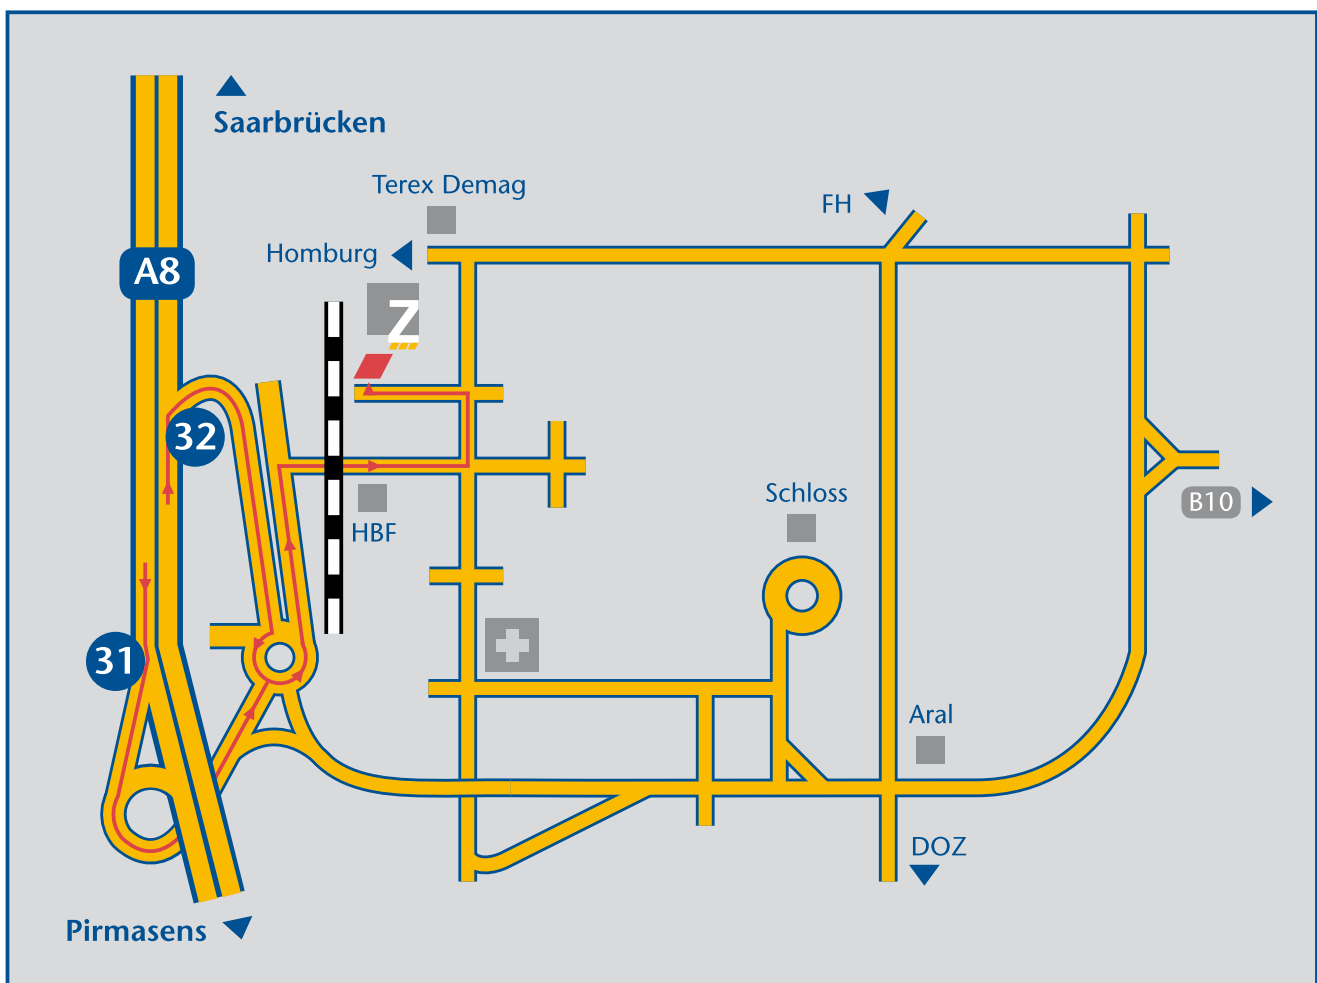 Saarbrücken
Terex Demag
FH
Homburg
A8
Z
32
Schloss
B10
HBF
31
Aral
DOZ
Pirmasens